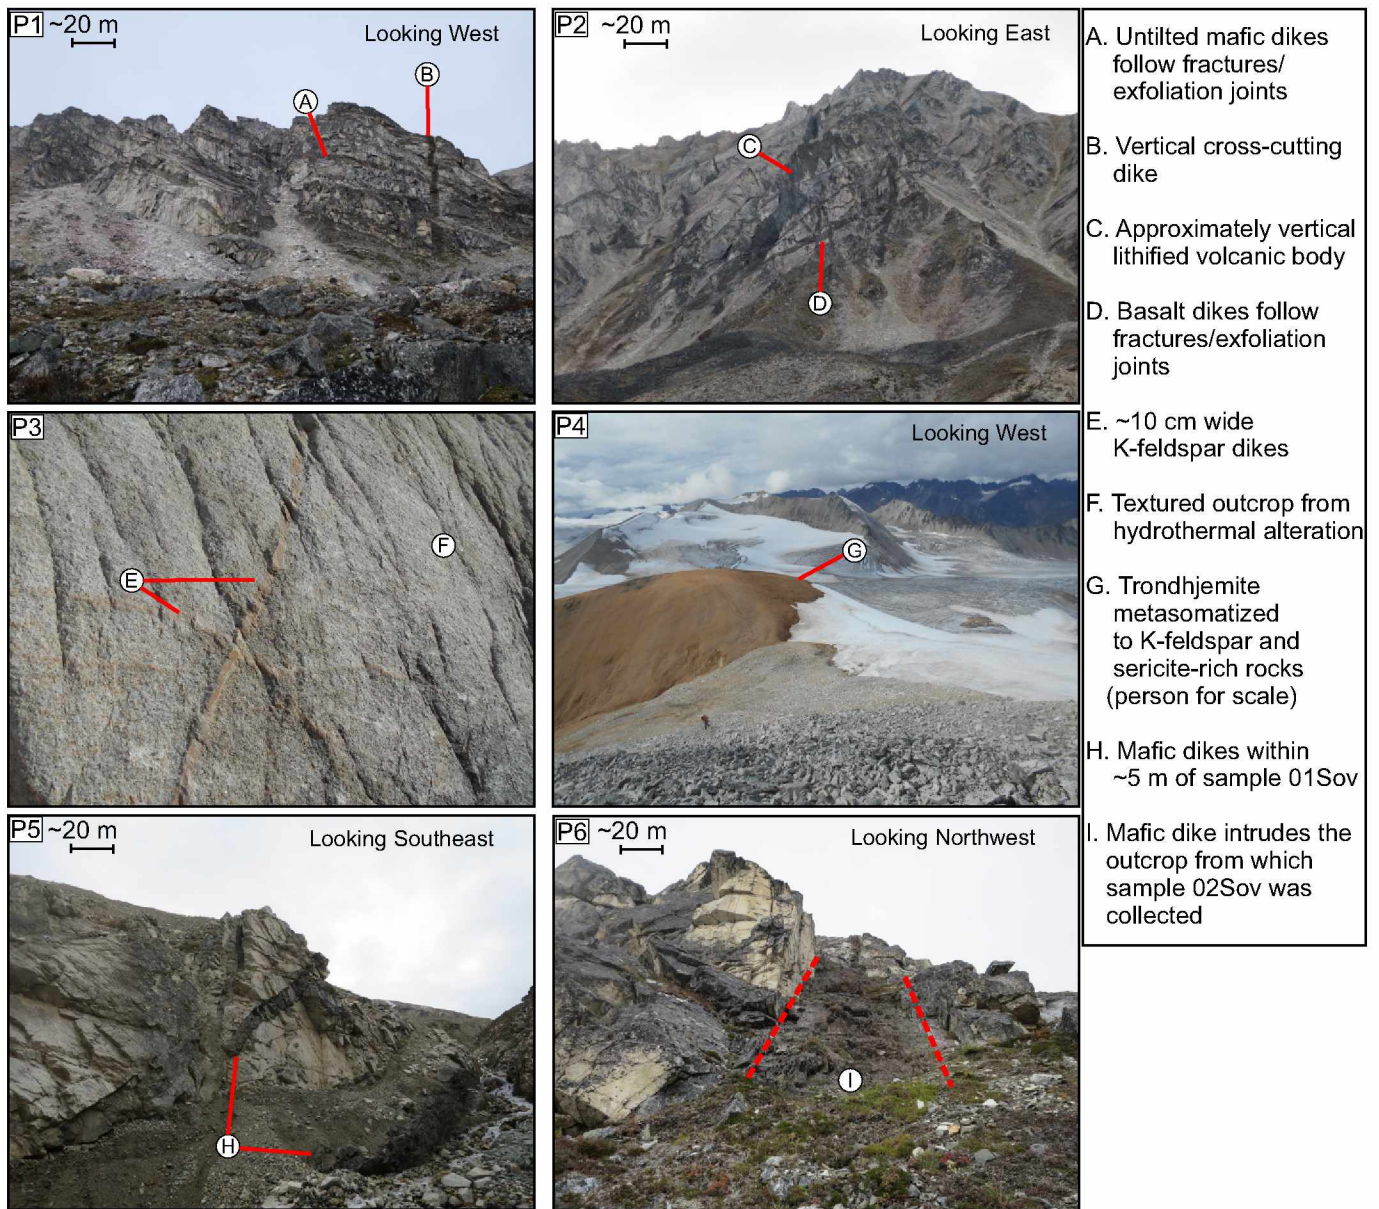 P1 ~20 m
Looking West
A
B
P2 ~20 m
Looking East
C
D
P3
E
F
P4
Looking West
G
P5 ~20 m
Looking Southeast
H
P6 ~20 m
Looking Northwest
I
A. Untilted mafic dikes
follow fractures/
exfoliation joints
B. Vertical cross-cutting
dike
C. Approximately vertical
lithified volcanic body
D. Basalt dikes follow
fractures/exfoliation
joints
E. ~10 cm wide
K-feldspar dikes
F. Textured outcrop from
hydrothermal alteration
G. Trondhjemite
metasomatized
to K-feldspar and
sericite-rich rocks
(person for scale)
H. Mafic dikes within
~5 m of sample 01Sov
I. Mafic dike intrudes the
outcrop from which
sample 02Sov was
collected